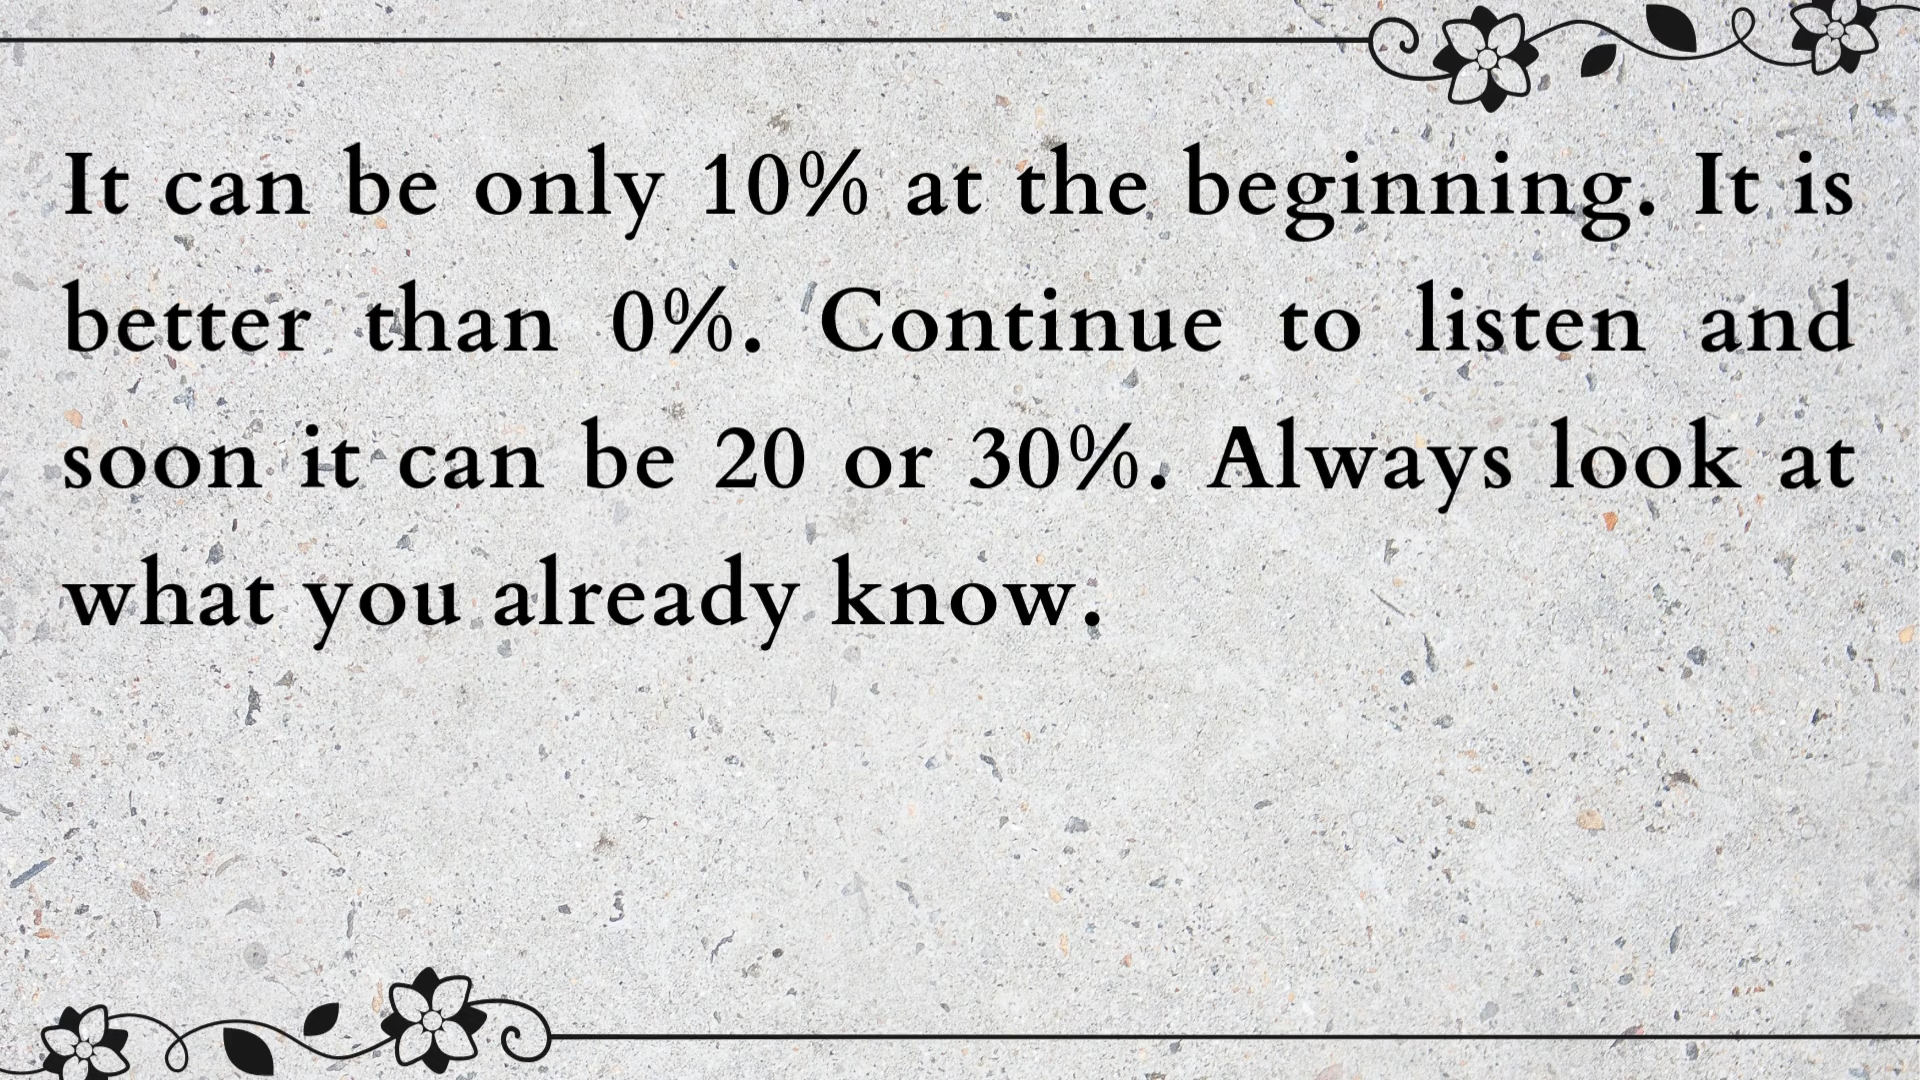 It can be only 10% at the beginning. It is
better than 0%. Continue to listen and
soon it can be 20 or 30%. Always look at
what you already know.